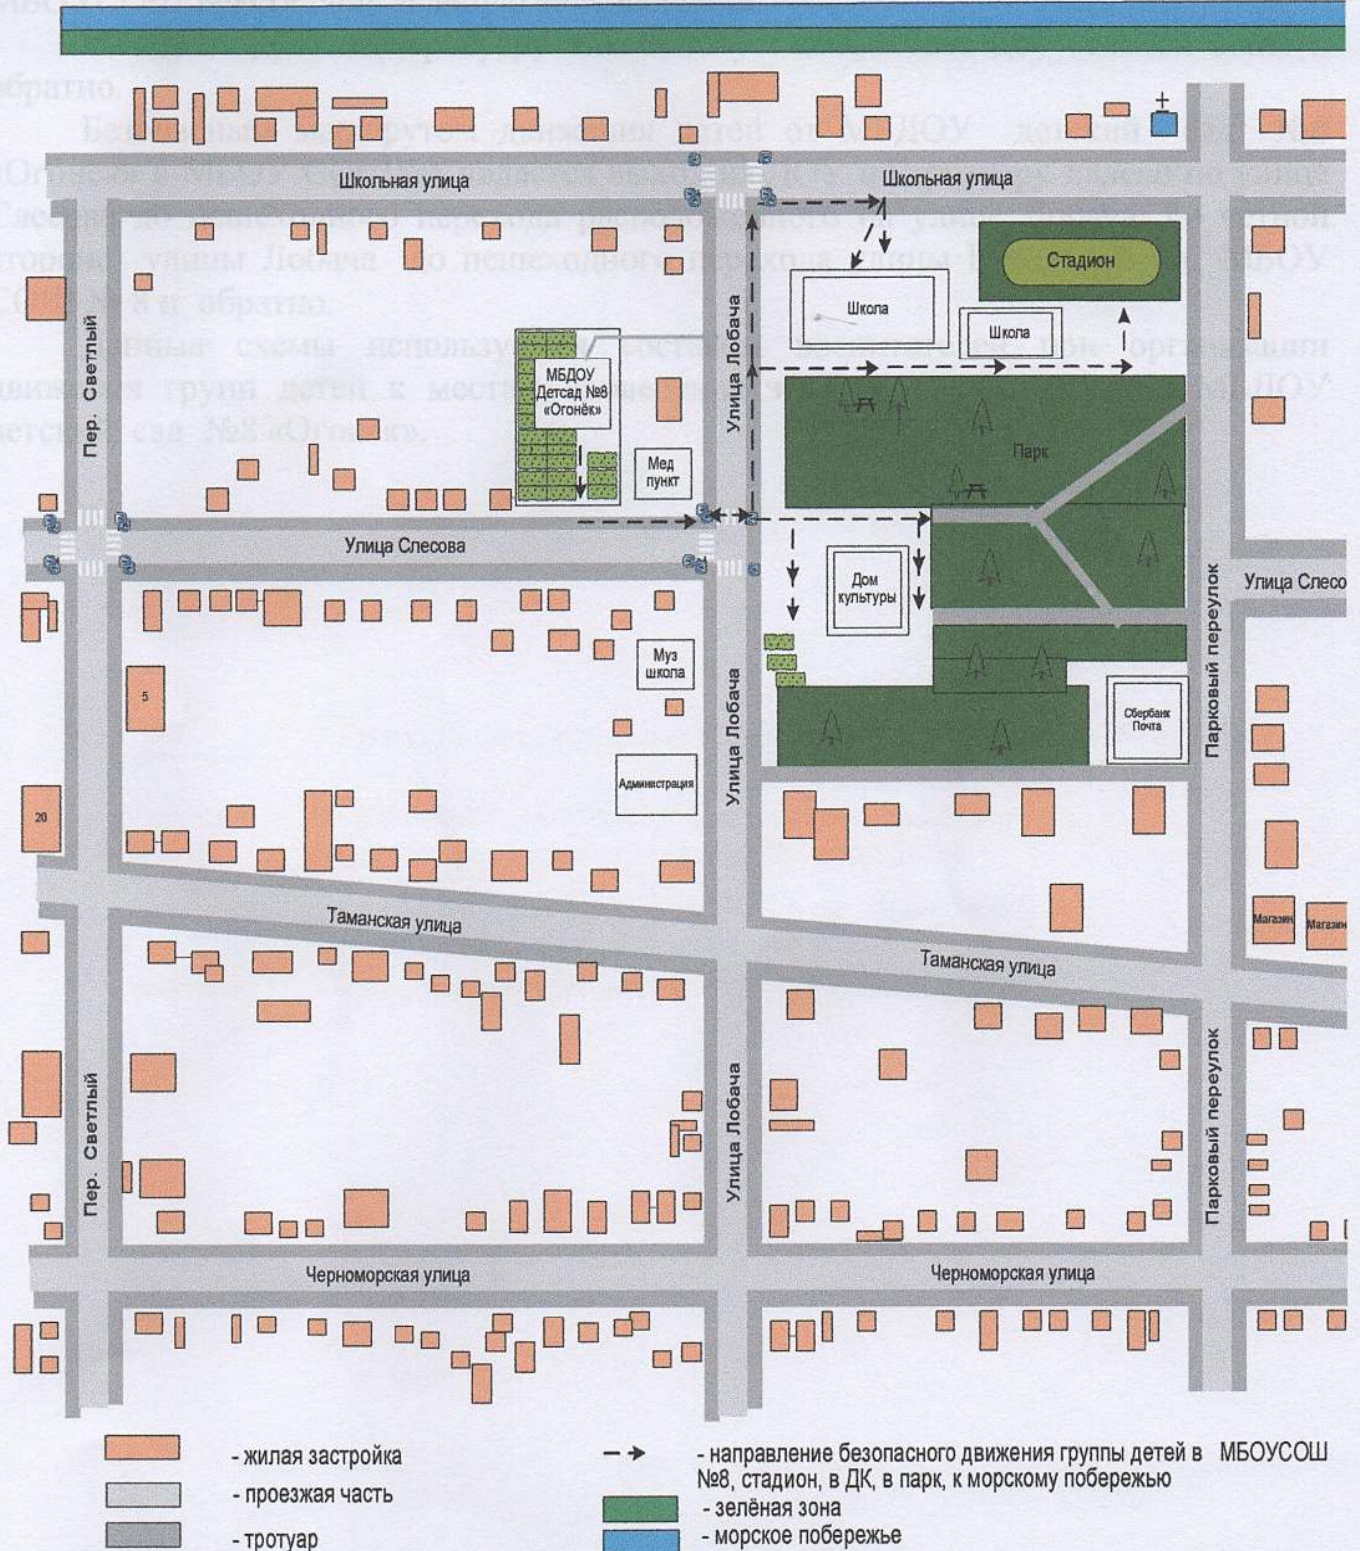 обратно.
Школьная улица
Школьная улица
Стадион
Школа
Школа
Пер. Светлый
Улица Лобача
МБДОУ
Детсад №8
«Огонёк»
Мед
пункт
Парк
Улица Слесова
Дом
культуры
Улица Слесо
Муз
школа
5
Улица Лобача
Парковый переулок
Сбербанк
Почта
Администрация
20
Таманская улица
Магазин
Магазин
Таманская улица
Пер. Светлый
Улица Лобача
Парковый переулок
Черноморская улица
Черноморская улица
- жилая застройка
- проезжая часть
- тротуар
- направление безопасного движения группы детей в МБОУСОШ
№8, стадион, в ДК, в парк, к морскому побережью
- зелёная зона
- морское побережье